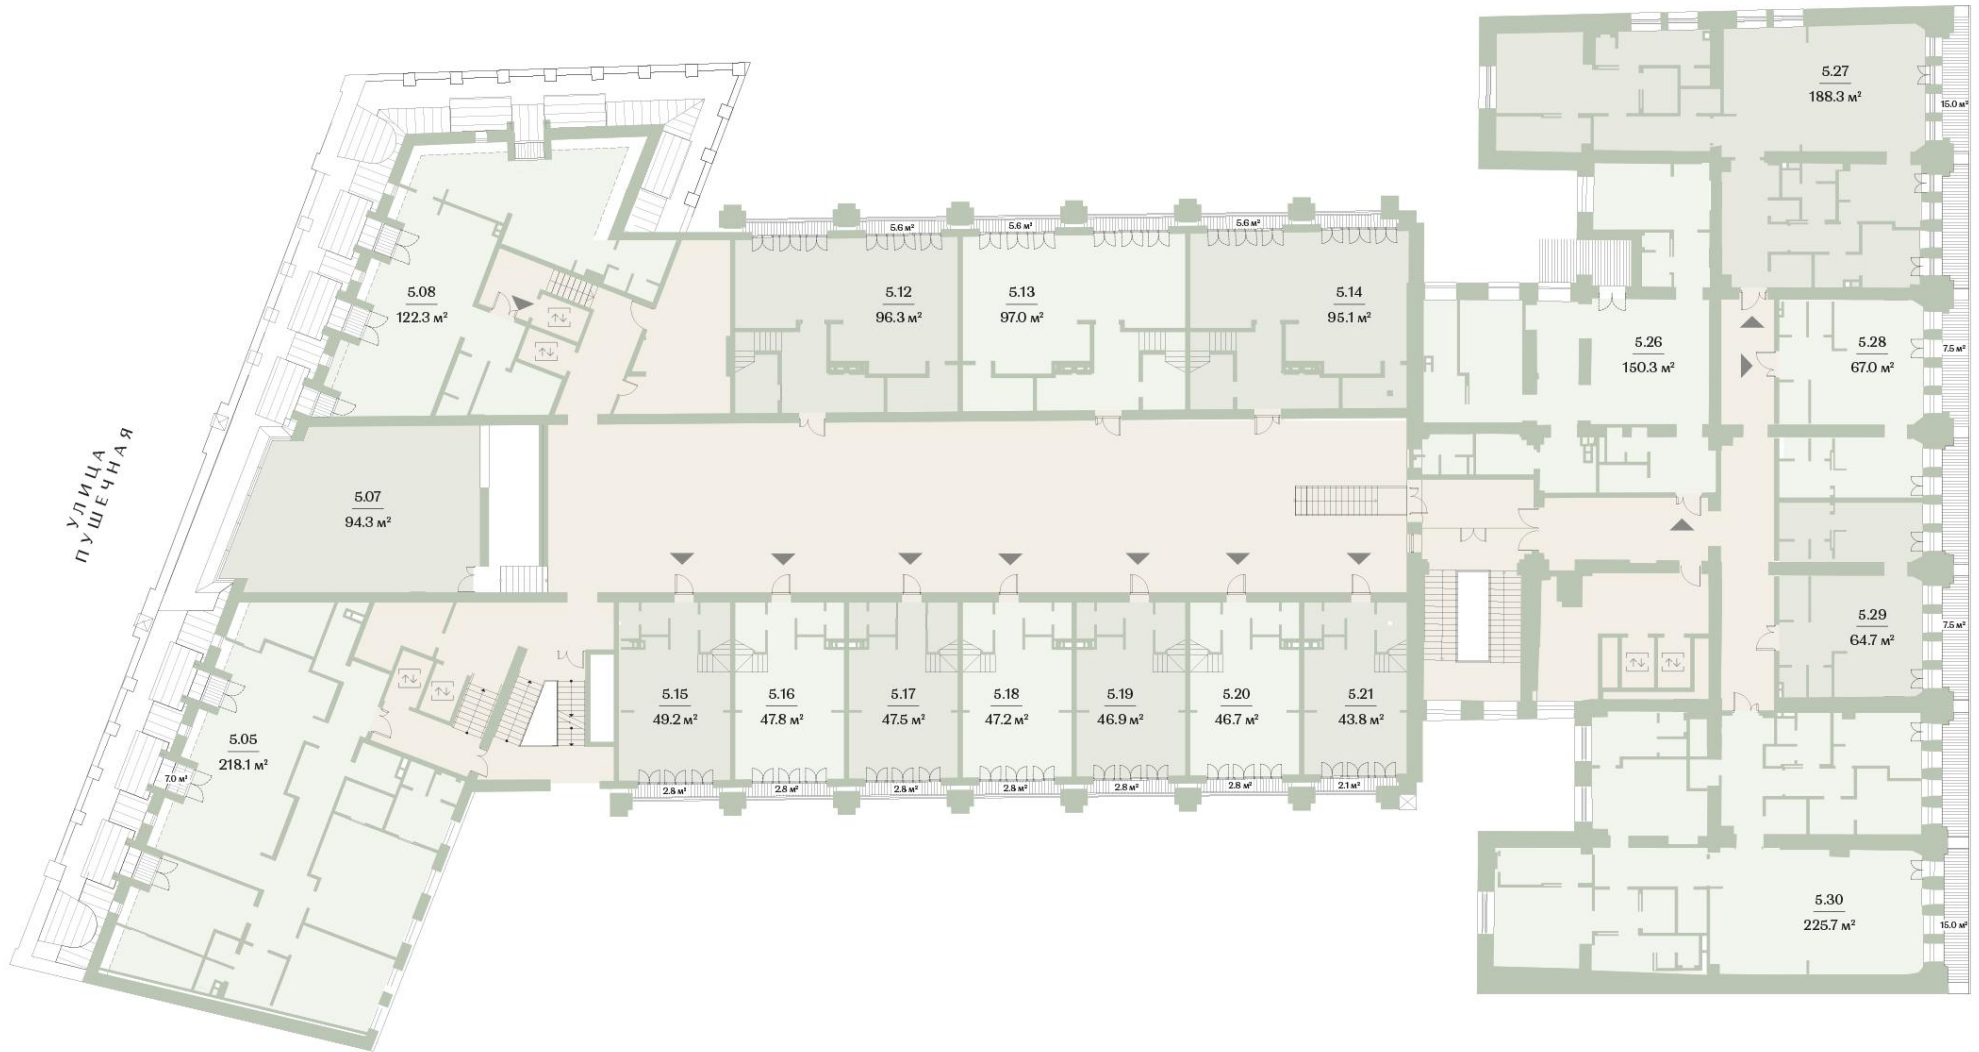 5.27
188.3 м²
15.0 м²
5.6 м²
5.6 м²
5.6 м²
5.08
122.3 м²
5.12
96.3 м²
5.13
97.0 м²
5.14
95.1 м²
5.26
150.3 м²
5.28
67.0 м²
7.5 м²
УЛИЦА
ПУШЕЧНАЯ
5.07
94.3 м²
5.29
64.7 м²
7.5 м²
5.15
49.2 м²
5.16
47.8 м²
5.17
47.5 м²
5.18
47.2 м²
5.19
46.9 м²
5.20
46.7 м²
5.21
43.8 м²
5.05
218.1 м²
7.0 м²
2.8 м²
2.8 м²
2.8 м²
2.8 м²
2.8 м²
2.8 м²
2.1 м²
5.30
225.7 м²
15.0 м²